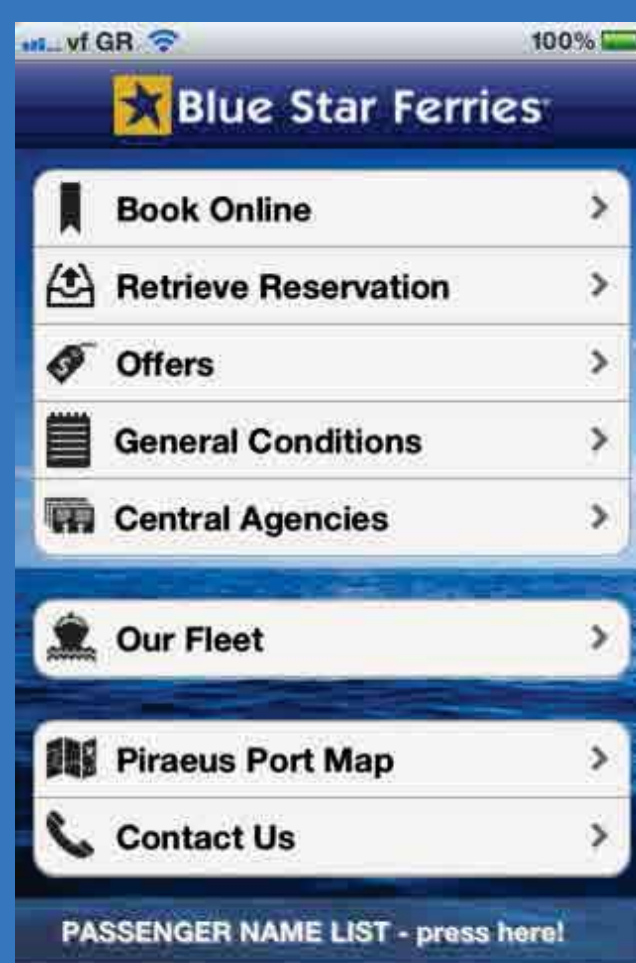 vf GR 100%
Blue Star Ferries
Book Online
Retrieve Reservation
Offers
General Conditions
Central Agencies
Our Fleet
Piraeus Port Map
Contact Us
PASSENGER NAME LIST - press here!